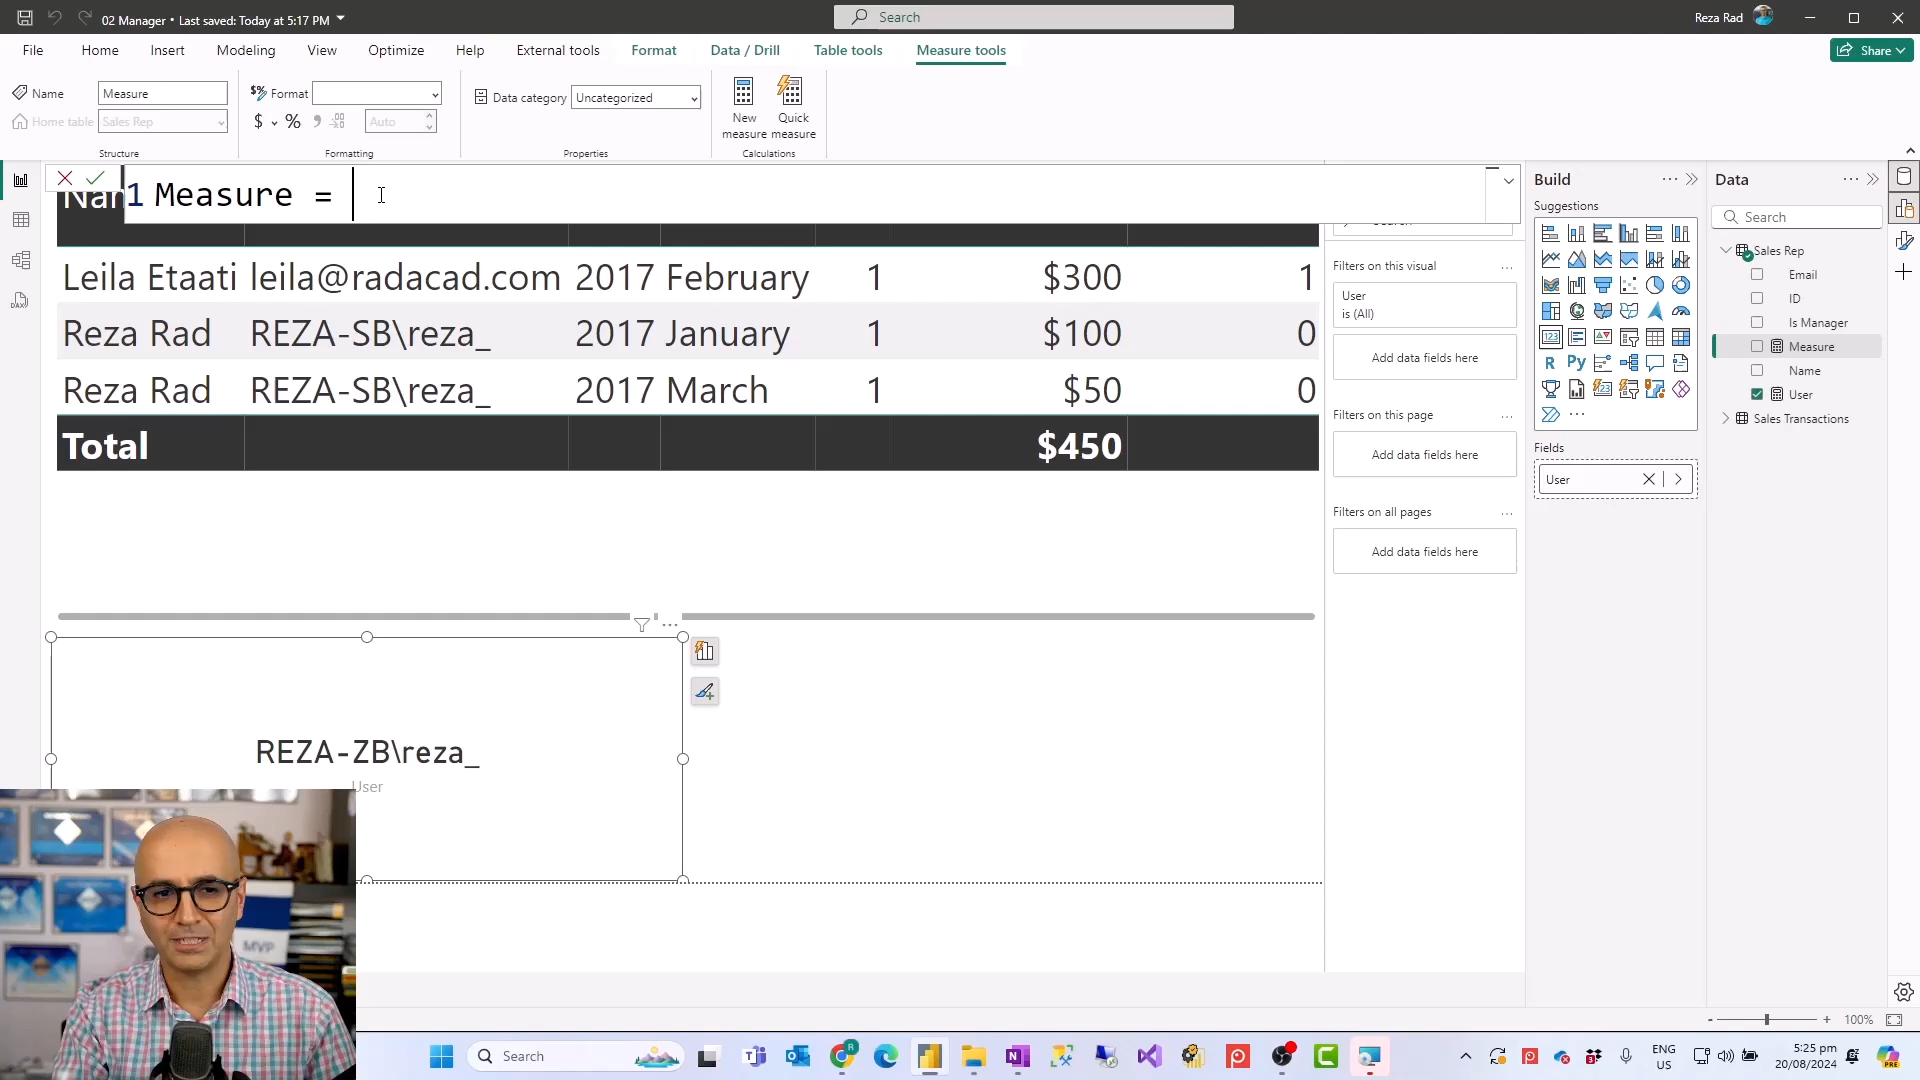 02 Manager • Last saved: Today at 5:17 PM
Search
Reza Rad
File
Home
Insert
Modeling
View
Optimize
Help
External tools
Format
Data / Drill
Table tools
Measure tools
Share
Name
Measure
Home table
Sales Rep
Structure
Format
$ %
Auto
Formatting
Data category
Uncategorized
Properties
New measure
Quick measure
Calculations
1 Measure =
Leila Etaati leila@radacad.com 2017 February 1 $300 1
Reza Rad REZA-SB\reza_ 2017 January 1 $100 0
Reza Rad REZA-SB\reza_ 2017 March 1 $50 0
Total $450
REZA-ZB\reza_
User
MVP
Filters on this visual
User
is (All)
Add data fields here
Filters on this page
Add data fields here
Filters on all pages
Add data fields here
Build
Suggestions
R Py
Fields
User
Data
Search
Sales Rep
Email
ID
Is Manager
Measure
Name
User
Sales Transactions
- + 100%
Search
ENG
US
5:25 pm
20/08/2024